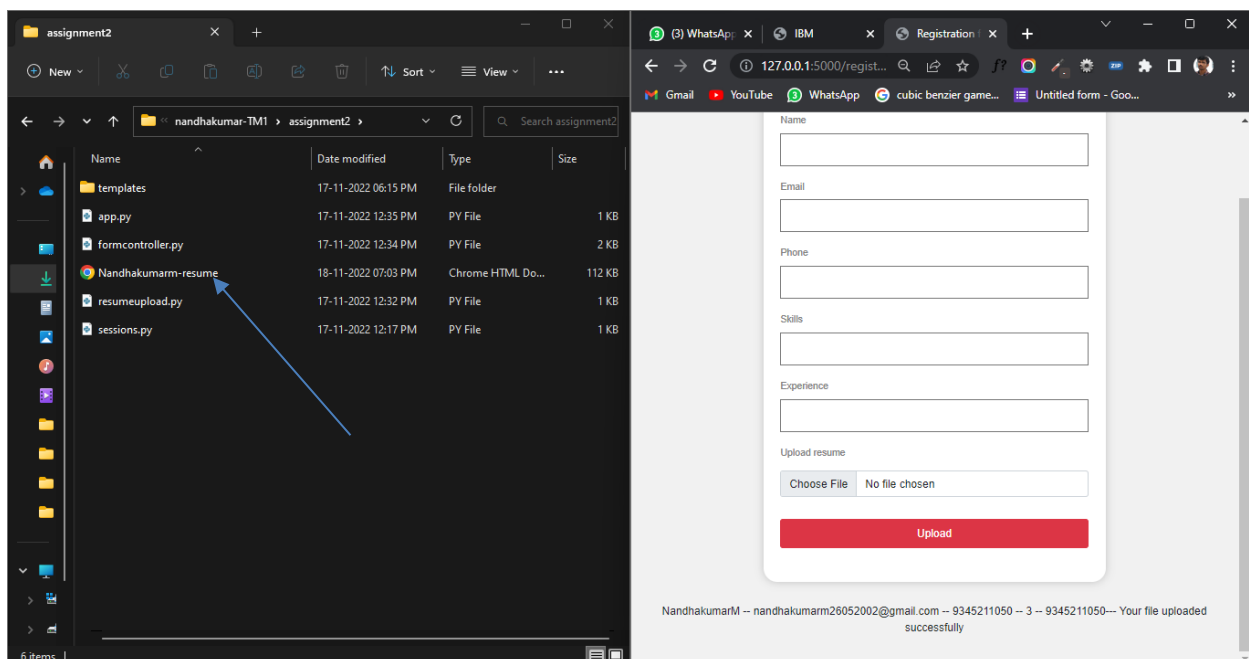 assignment2
New
Sort
View
nandhakumar-TM1 > assignment2 >
Search assignment2
Name Date modified Type Size
templates 17-11-2022 06:15 PM File folder
app.py 17-11-2022 12:35 PM PY File 1 KB
formcontroller.py 17-11-2022 12:34 PM PY File 2 KB
Nandhakumarm-resume 18-11-2022 07:03 PM Chrome HTML Do... 112 KB
resumeupload.py 17-11-2022 12:32 PM PY File 1 KB
sessions.py 17-11-2022 12:17 PM PY File 1 KB
6 items
(3) WhatsApp IBM Registration
127.0.0.1:5000/regist... f? ZIP
Gmail YouTube WhatsApp cubic benzier game... Untitled form - Goo... »
Name
Email
Phone
Skills
Experience
Upload resume
Choose File No file chosen
Upload
NandhakumarM -- nandhakumarm26052002@gmail.com -- 9345211050 -- 3 -- 9345211050--- Your file uploaded
successfully